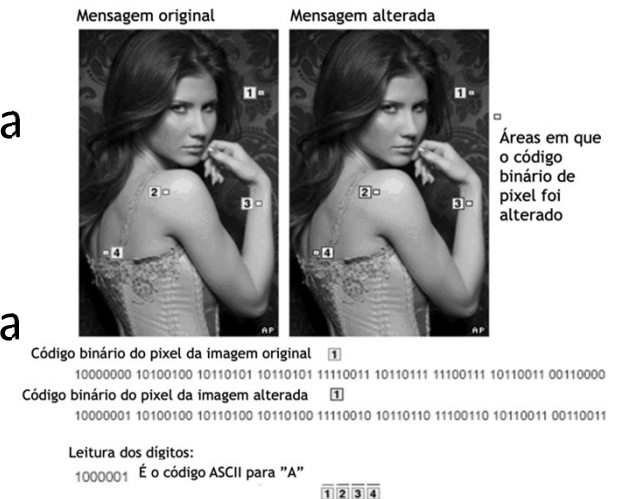 Mensagem original
Mensagem alterada
1
1
a
2
3
2
3
4
4
Áreas em que
o código
binário de
pixel foi
alterado
AP
AP
a
Código binário do pixel da imagem original 1
10000000 10100100 10110101 10110101 11110011 10110111 11100111 10110011 00110000
Código binário do pixel da imagem alterada 1
10000001 10100100 10110100 10110100 11110010 10110110 11100110 10110011 00110011
Leitura dos dígitos:
1000001 É o código ASCII para ”A”
1 2 3 4